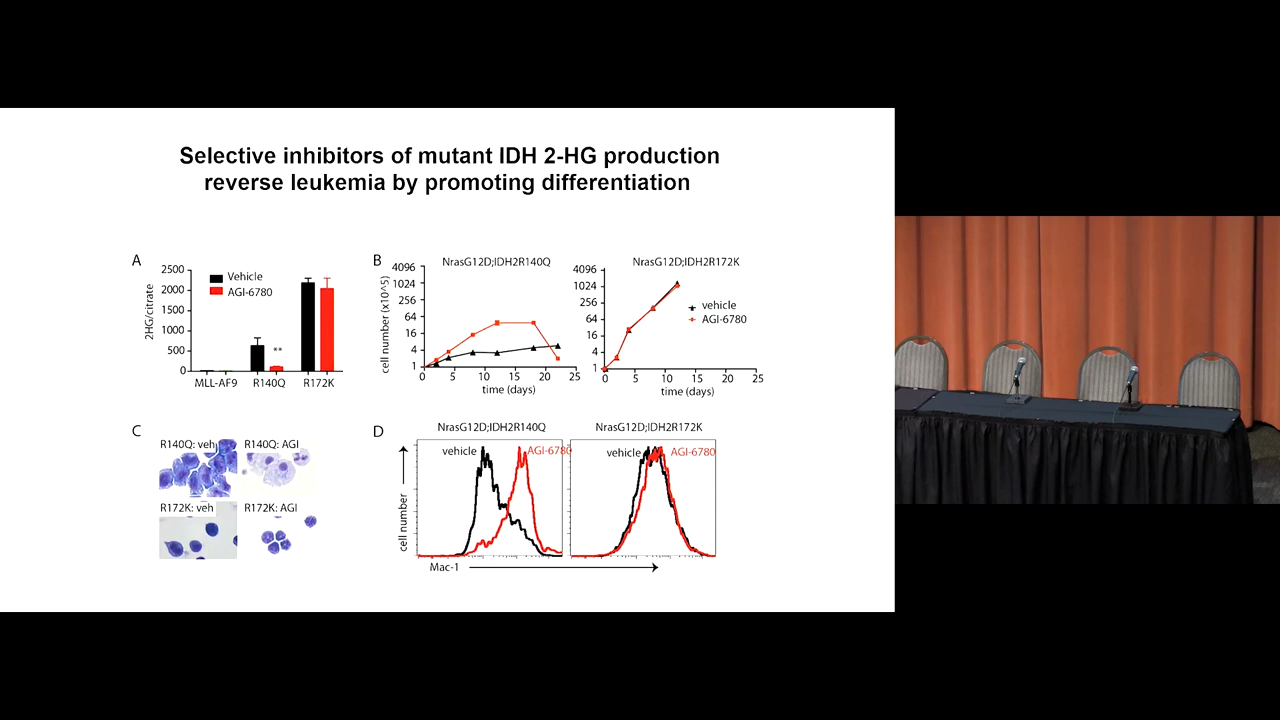 Selective inhibitors of mutant IDH 2-HG production
reverse leukemia by promoting differentiation
A
2HG/citrate
2500
2000
1500
1000
500
0
Vehicle
AGI-6780
**
MLL-AF9 R140Q R172K
B
NrasG12D;IDH2R140Q
cell number (x10^5)
4096
1024
256
64
16
4
1
0 5 10 15 20 25
time (days)
NrasG12D;IDH2R172K
4096
1024
256
64
16
4
1
vehicle
AGI-6780
0 5 10 15 20 25
time (days)
C
R140Q: veh R140Q: AGI
R172K: veh R172K: AGI
D
NrasG12D;IDH2R140Q NrasG12D;IDH2R172K
cell number
vehicle AGI-6780 vehicle AGI-6780
Mac-1